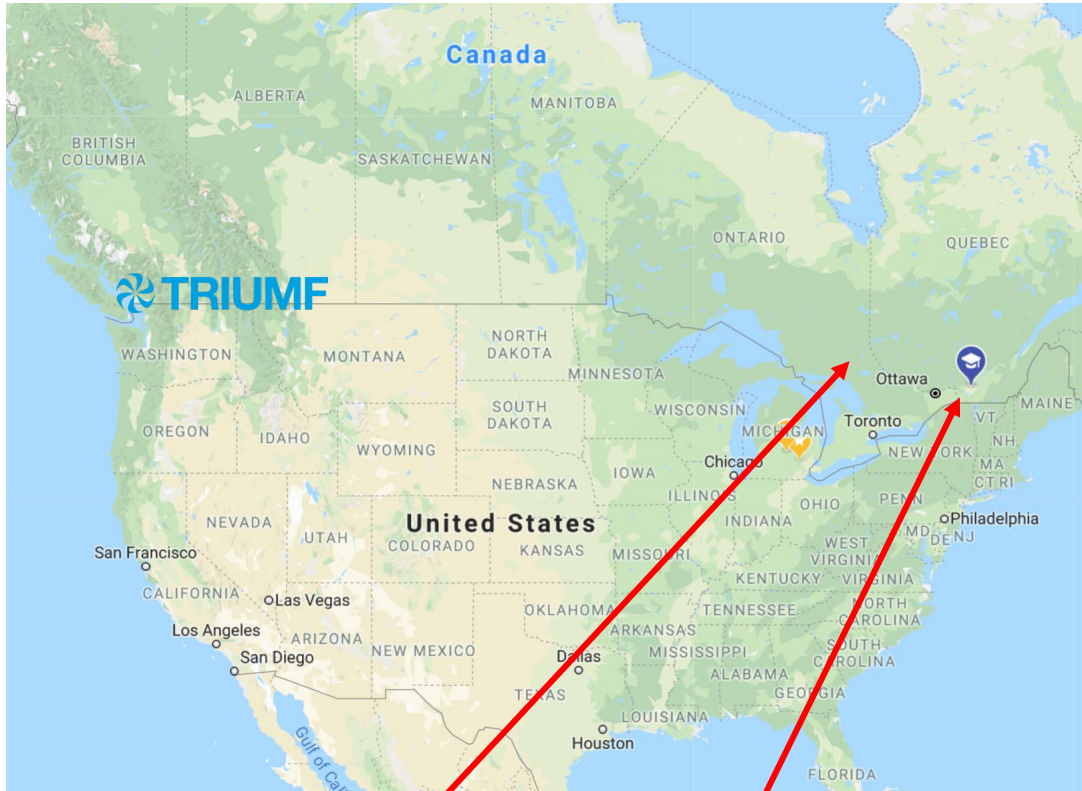 Canada
ALBERTA
MANITOBA
BRITISH
COLUMBIA
SASKATCHEWAN
ONTARIO
QUEBEC
TRIUMF
WASHINGTON
MONTANA
NORTH
DAKOTA
MINNESOTA
Ottawa
MAINE
SOUTH
DAKOTA
WISCONSIN
MICHIGAN
Toronto
VT
NH
OREGON
IDAHO
WYOMING
Chicago
NEW YORK
MA
CT RI
IOWA
NEBRASKA
ILLINOIS
OHIO
PENN
NEVADA
UTAH
United States
INDIANA
Philadelphia
MD
DE
NJ
San Francisco
COLORADO
KANSAS
MISSOURI
WEST
VIRGINIA
KENTUCKY
VIRGINIA
CALIFORNIA
Las Vegas
OKLAHOMA
TENNESSEE
NORTH
CAROLINA
Los Angeles
ARIZONA
NEW MEXICO
ARKANSAS
MISSISSIPPI
SOUTH
CAROLINA
San Diego
Dallas
ALABAMA
TEXAS
GEORGIA
LOUISIANA
Houston
Gulf of Cal
FLORIDA